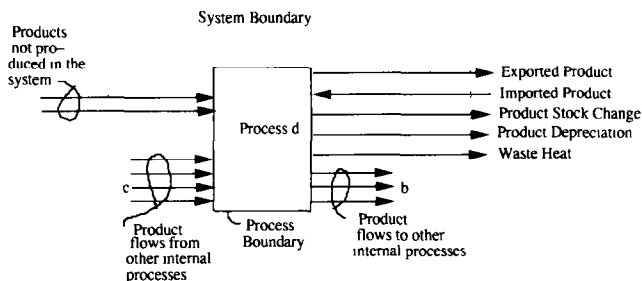 System Boundary
Products
not pro-
duced in the
system
Exported Product
Imported Product
Product Stock Change
Process d
Product Depreciation
Waste Heat
c
b
Product
flows from
other internal
processes
Process
Boundary
Product
flows to other
internal processes